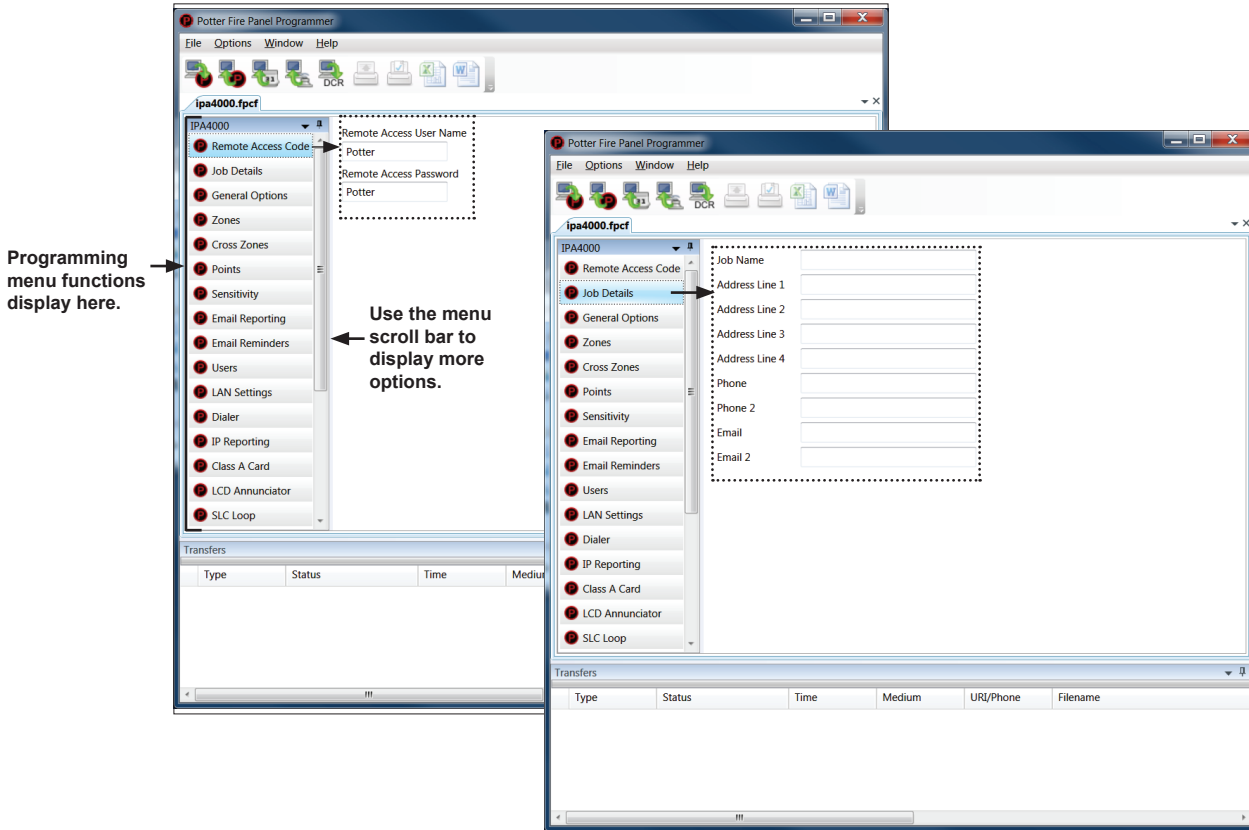 Potter Fire Panel Programmer
File Options Window Help
DCR
ipa4000.fpcf
IPA4000
Remote Access Code
Job Details
General Options
Zones
Cross Zones
Points
Sensitivity
Email Reporting
Email Reminders
Users
LAN Settings
Dialer
IP Reporting
Class A Card
LCD Annunciator
SLC Loop
Remote Access User Name
Potter
Remote Access Password
Potter
Programming
menu functions
display here.
Use the menu
scroll bar to
display more
options.
Transfers
Type Status Time
Potter Fire Panel Programmer
File Options Window Help
DCR
ipa4000.fpcf
IPA4000
Remote Access Code
Job Details
General Options
Zones
Cross Zones
Points
Sensitivity
Email Reporting
Email Reminders
Users
LAN Settings
Dialer
IP Reporting
Class A Card
LCD Annunciator
SLC Loop
Job Name
Address Line 1
Address Line 2
Address Line 3
Address Line 4
Phone
Phone 2
Email
Email 2
Transfers
Type Status Time Medium URI/Phone Filename